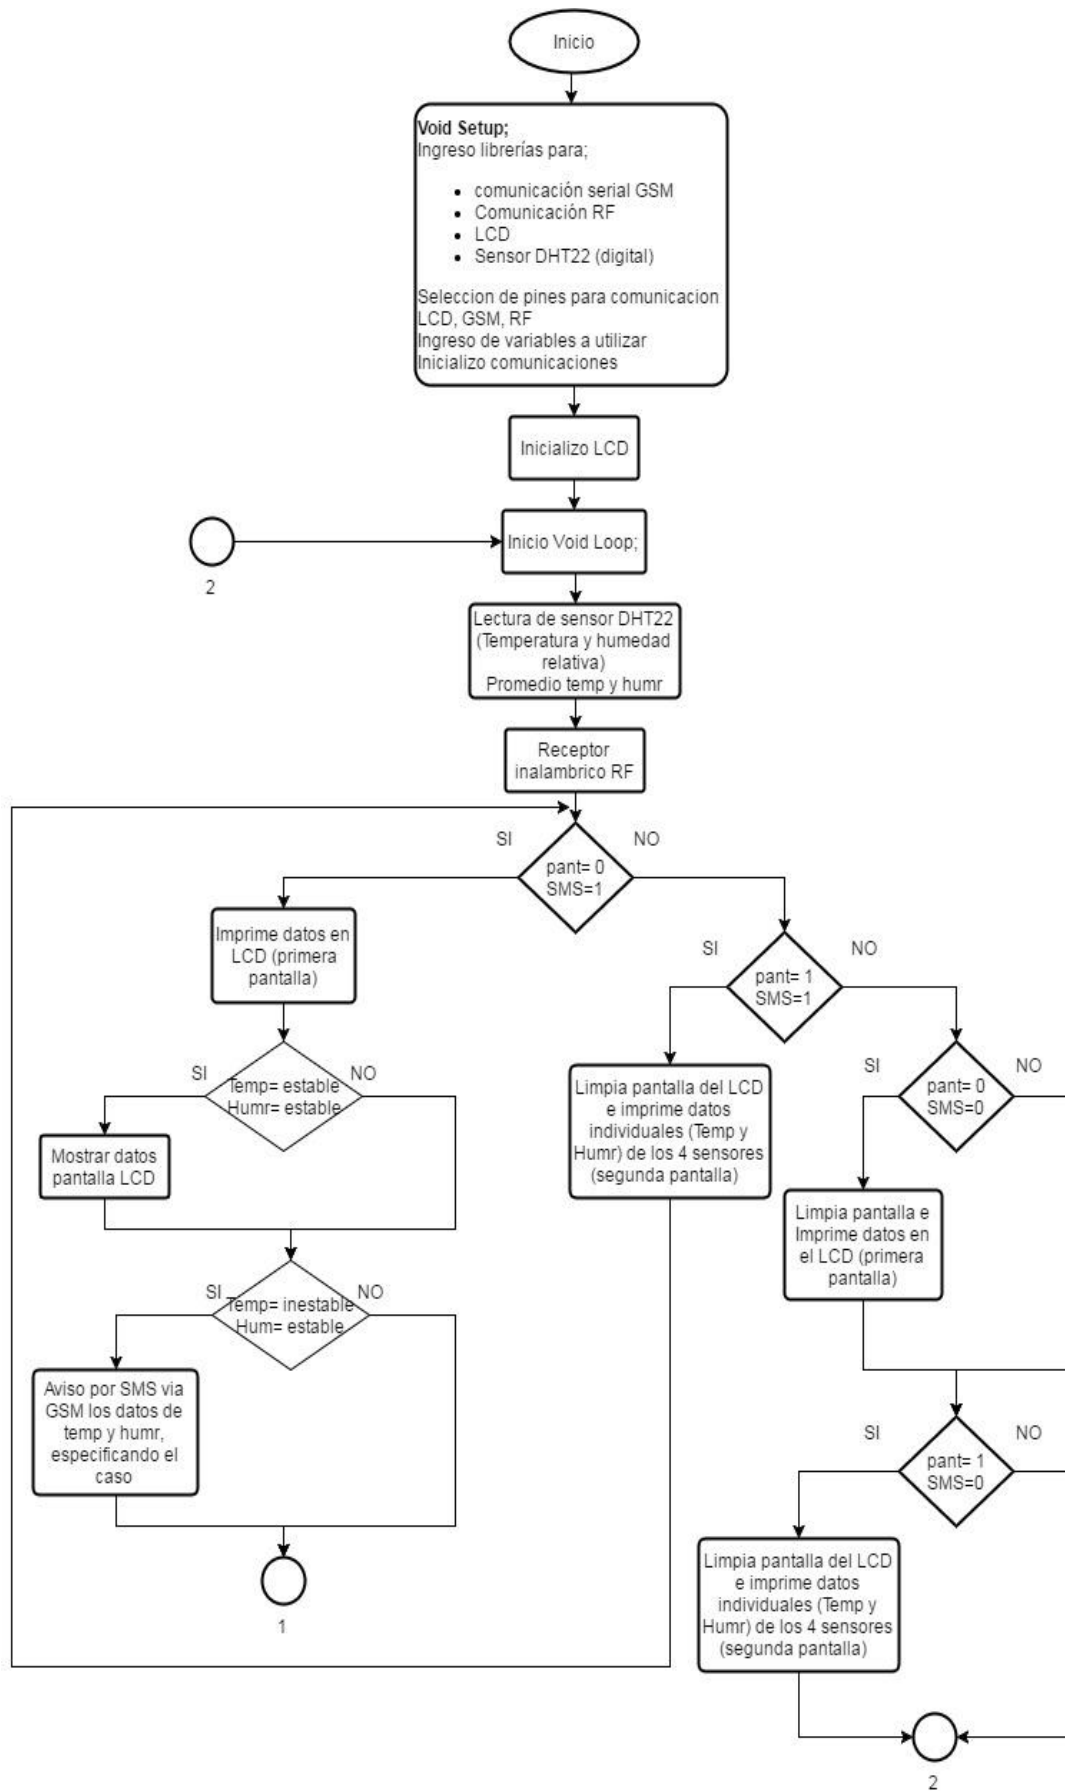 Inicio
Void Setup;
Ingreso librerías para;
comunicación serial GSM
Comunicación RF
LCD
Sensor DHT22 (digital)
Seleccion de pines para comunicacion
LCD, GSM, RF
Ingreso de variables a utilizar
Inicializo comunicaciones
Inicializo LCD
2
Inicio Void Loop;
Lectura de sensor DHT22
(Temperatura y humedad
relativa)
Promedio temp y humr
Receptor
inalambrico RF
SI
NO
pant= 0
SMS=1
Imprime datos en
LCD (primera
pantalla)
SI
NO
pant= 1
SMS=1
SI
NO
Temp= estable
Humr= estable
Mostrar datos
pantalla LCD
Limpia pantalla del LCD
e imprime datos
individuales (Temp y
Humr) de los 4 sensores
(segunda pantalla)
SI
NO
pant= 0
SMS=0
Limpia pantalla e
Imprime datos en
el LCD (primera
pantalla)
SI
NO
Temp= inestable
Hum= estable
Aviso por SMS via
GSM los datos de
temp y humr,
especificando el
caso
1
SI
NO
pant= 1
SMS=0
Limpia pantalla del LCD
e imprime datos
individuales (Temp y
Humr) de los 4 sensores
(segunda pantalla)
2